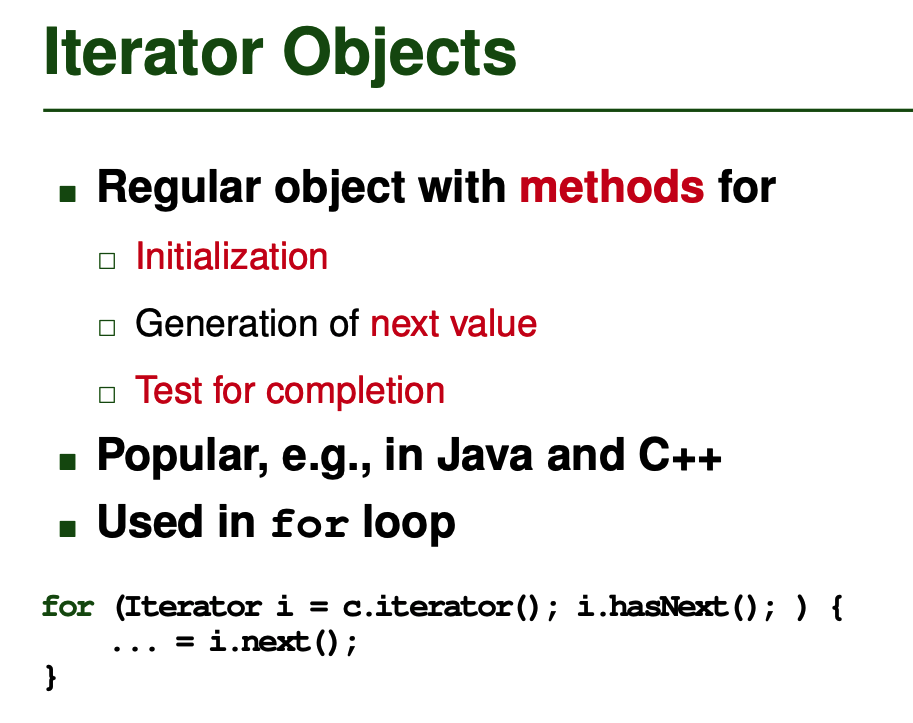 Iterator Objects
Regular object with methods for
Initialization
Generation of next value
Test for completion
Popular, e.g., in Java and C++
Used in for loop
for (Iterator i = c.iterator(); i.hasNext(); ) {
... = i.next();
}